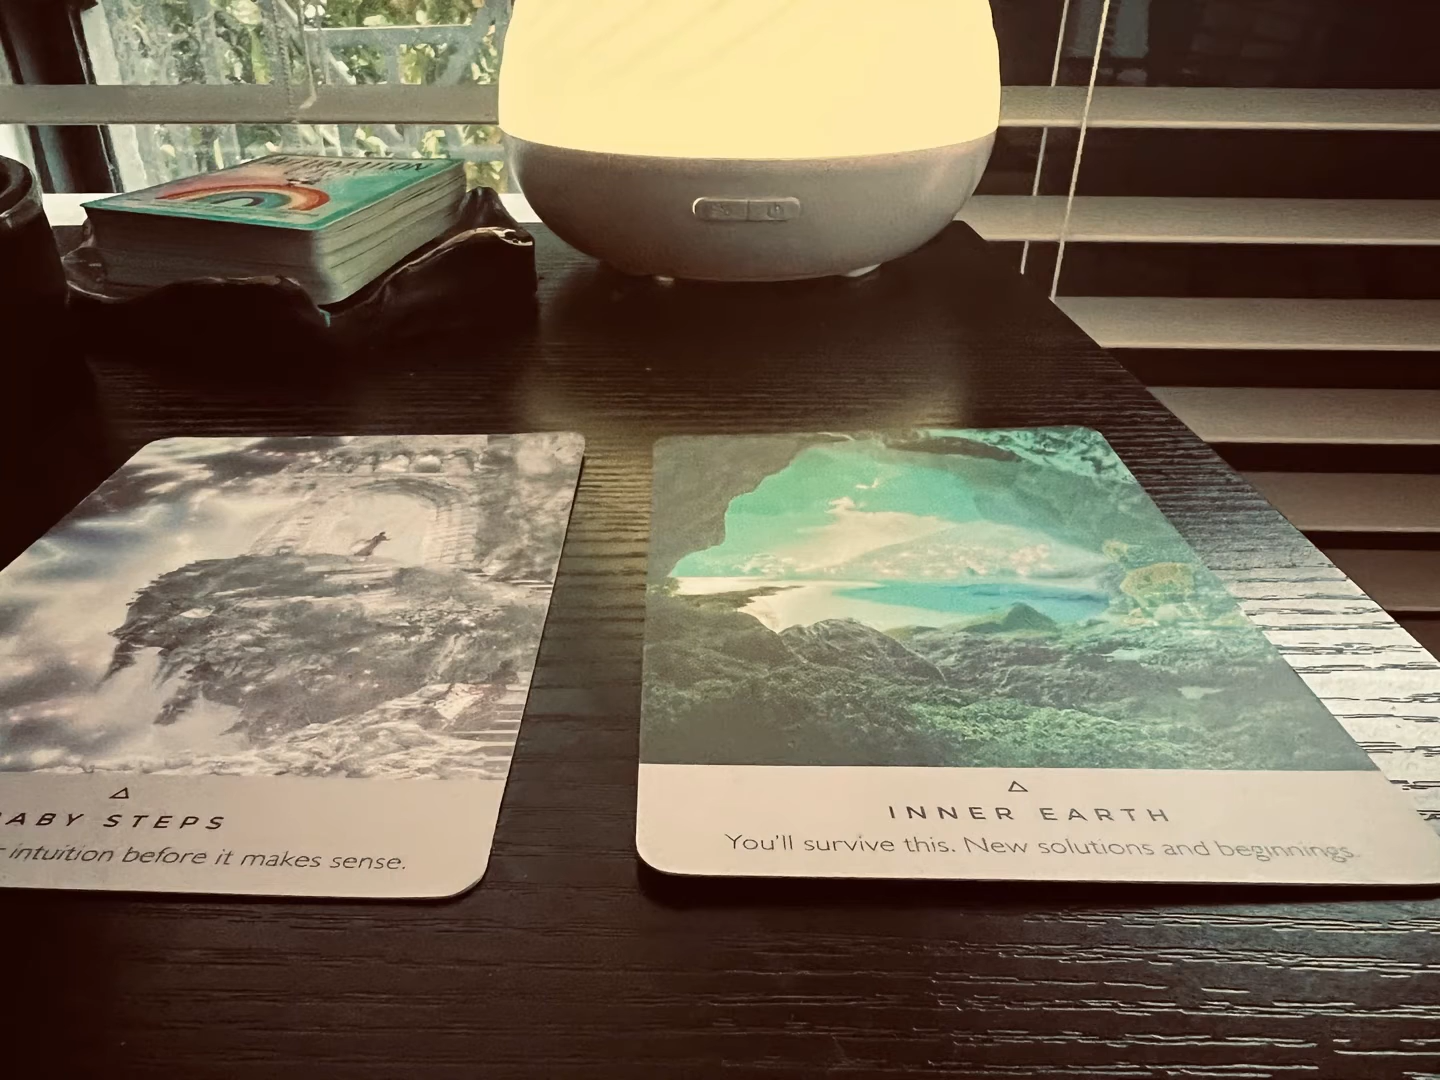 ABY STEPS
intuition before it makes sense.
INNER EARTH
You'll survive this. New solutions and beginnings.